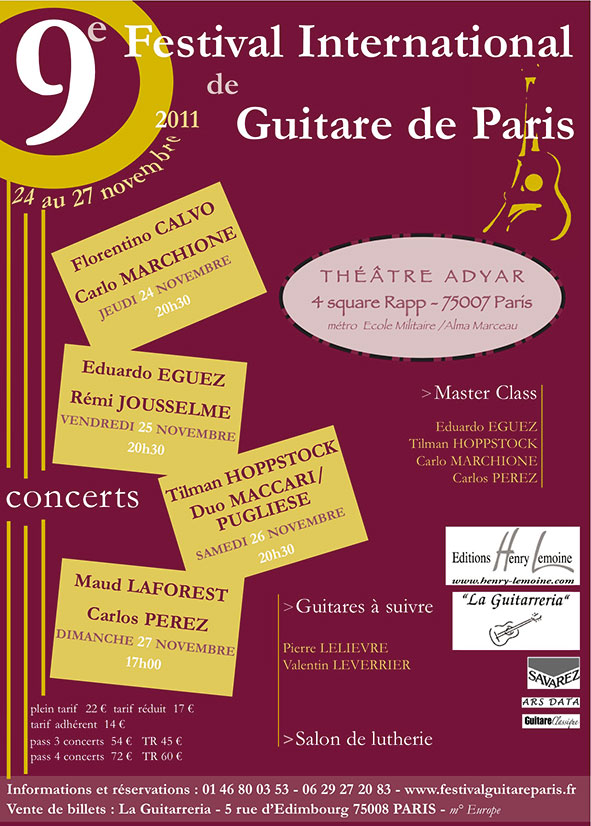 9e Festival International
de
Guitare de Paris
2011
24 au 27 novembre
Florentino CALVO
Carlo MARCHIONE
JEUDI 24 NOVEMBRE
20h30
THÉÂTRE ADYAR
4 square Rapp - 75007 Paris
métro Ecole Militaire /Alma Marceau
Eduardo EGUEZ
Rémi JOUSSELME
VENDREDI 25 NOVEMBRE
20h30
>Master Class
Eduardo EGUEZ
Tilman HOPPSTOCK
Carlo MARCHIONE
Carlos PEREZ
concerts
Tilman HOPPSTOCK
Duo MACCARI/
PUGLIESE
SAMEDI 26 NOVEMBRE
20h30
Maud LAFOREST
Carlos PEREZ
DIMANCHE 27 NOVEMBRE
17h00
Editions Henry Lemoine
www.henry-lemoine.com
"La Guitarreria"
>Guitares à suivre
Pierre LELIEVRE
Valentin LEVERRIER
SAVAREZ
ARS DATA
GuitareClassique
>Salon de lutherie
plein tarif 22 € tarif réduit 17 €
tarif adhérent 14 €
pass 3 concerts 54 € TR 45 €
pass 4 concerts 72 € TR 60 €
Informations et réservations : 01 46 80 03 53 - 06 29 27 20 83 - www.festivalguitareparis.fr
Vente de billets : La Guitarreria - 5 rue d'Edimbourg 75008 PARIS - m° Europe